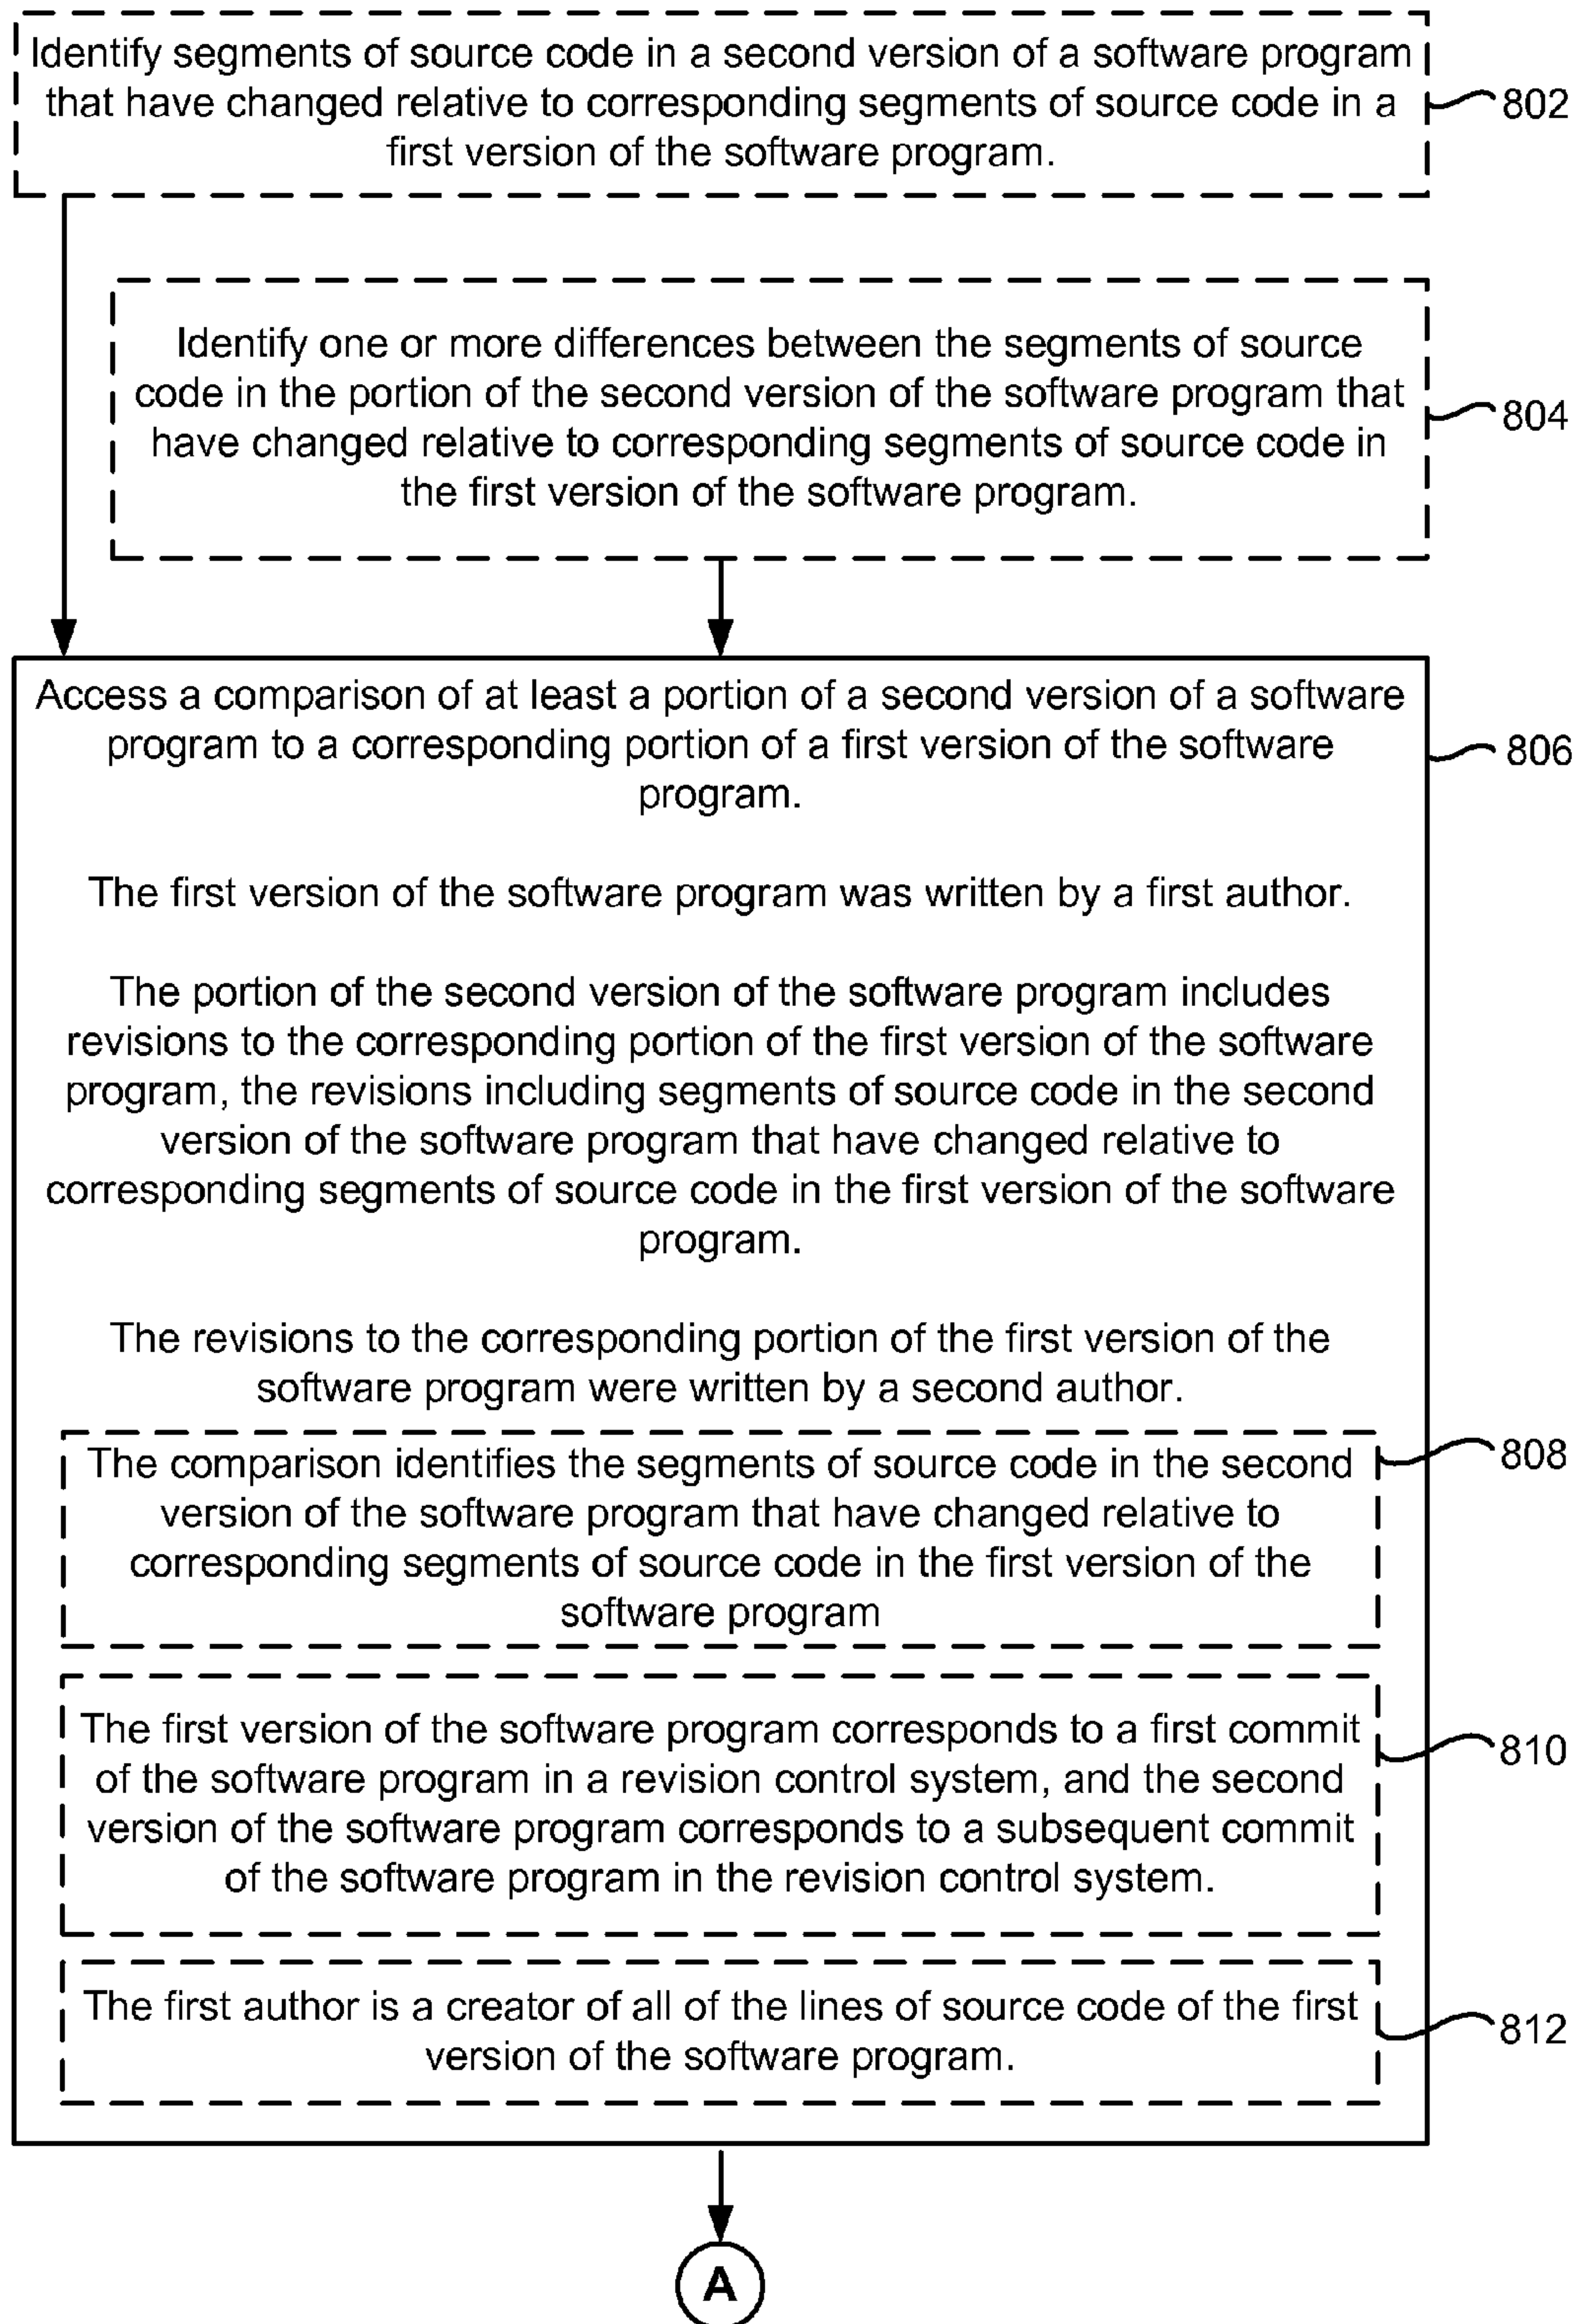 Identify segments of source code in a second version of a software program
that have changed relative to corresponding segments of source code in a
first version of the software program.
802
Identify one or more differences between the segments of source
code in the portion of the second version of the software program that
have changed relative to corresponding segments of source code in
the first version of the software program.
804
Access a comparison of at least a portion of a second version of a software
program to a corresponding portion of a first version of the software
program.
806
The first version of the software program was written by a first author.
The portion of the second version of the software program includes
revisions to the corresponding portion of the first version of the software
program, the revisions including segments of source code in the second
version of the software program that have changed relative to
corresponding segments of source code in the first version of the software
program.
The revisions to the corresponding portion of the first version of the
software program were written by a second author.
The comparison identifies the segments of source code in the second
version of the software program that have changed relative to
corresponding segments of source code in the first version of the
software program
808
The first version of the software program corresponds to a first commit
of the software program in a revision control system, and the second
version of the software program corresponds to a subsequent commit
of the software program in the revision control system.
810
The first author is a creator of all of the lines of source code of the first
version of the software program.
812
A